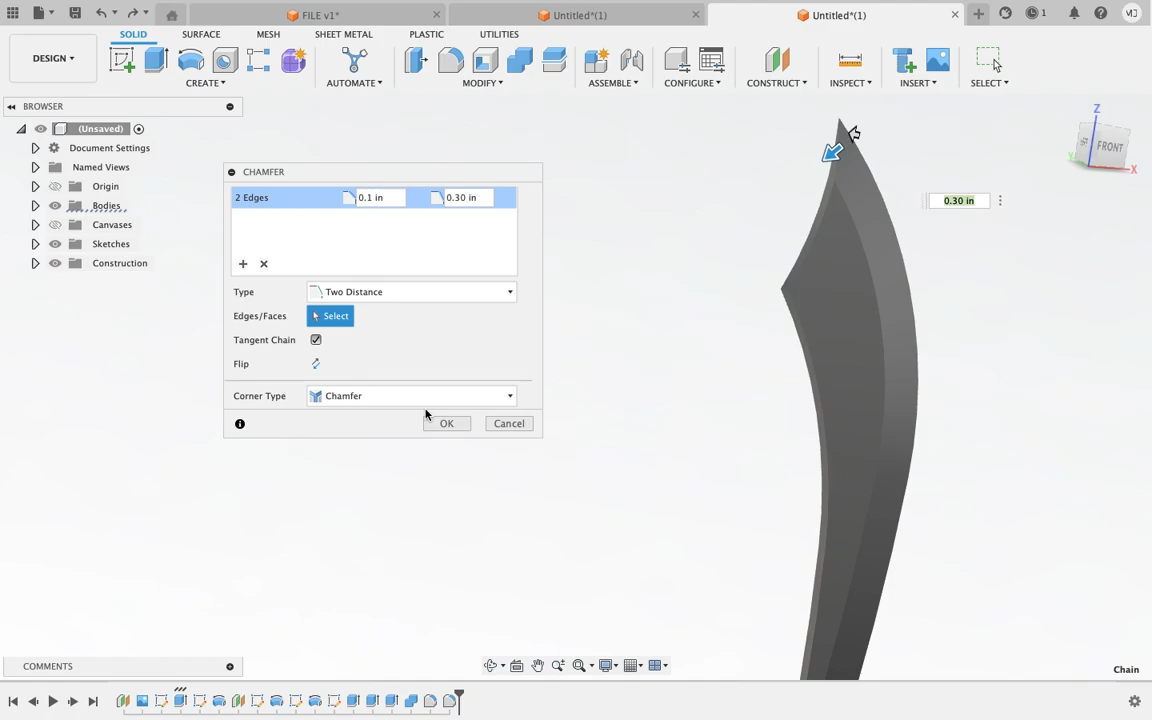 FILE v1*
Untitled*(1)
Untitled*(1)
1
DESIGN
SOLID
SURFACE
MESH
SHEET METAL
PLASTIC
UTILITIES
CREATE
AUTOMATE
MODIFY
ASSEMBLE
CONFIGURE
CONSTRUCT
INSPECT
INSERT
SELECT
BROWSER
(Unsaved)
Document Settings
Named Views
Origin
Bodies
Canvases
Sketches
Construction
CHAMFER
2 Edges
0.1 in
0.30 in
Type
Two Distance
Edges/Faces
Select
Tangent Chain
Flip
Corner Type
Chamfer
OK
Cancel
0.30 in
Z
FRONT
X
COMMENTS
Chain